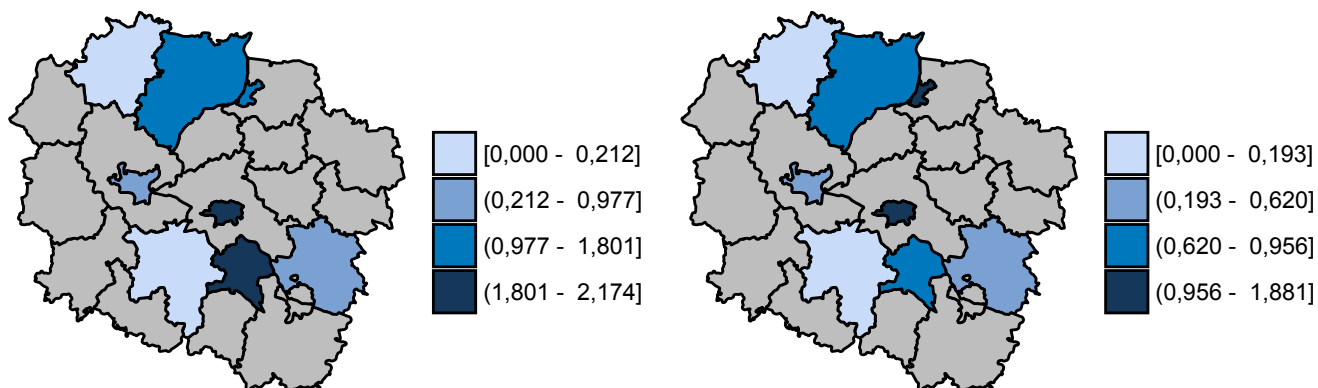 [0,000 - 0,212]
(0,212 - 0,977]
(0,977 - 1,801]
(1,801 - 2,174]
[0,000 - 0,193]
(0,193 - 0,620]
(0,620 - 0,956]
(0,956 - 1,881]